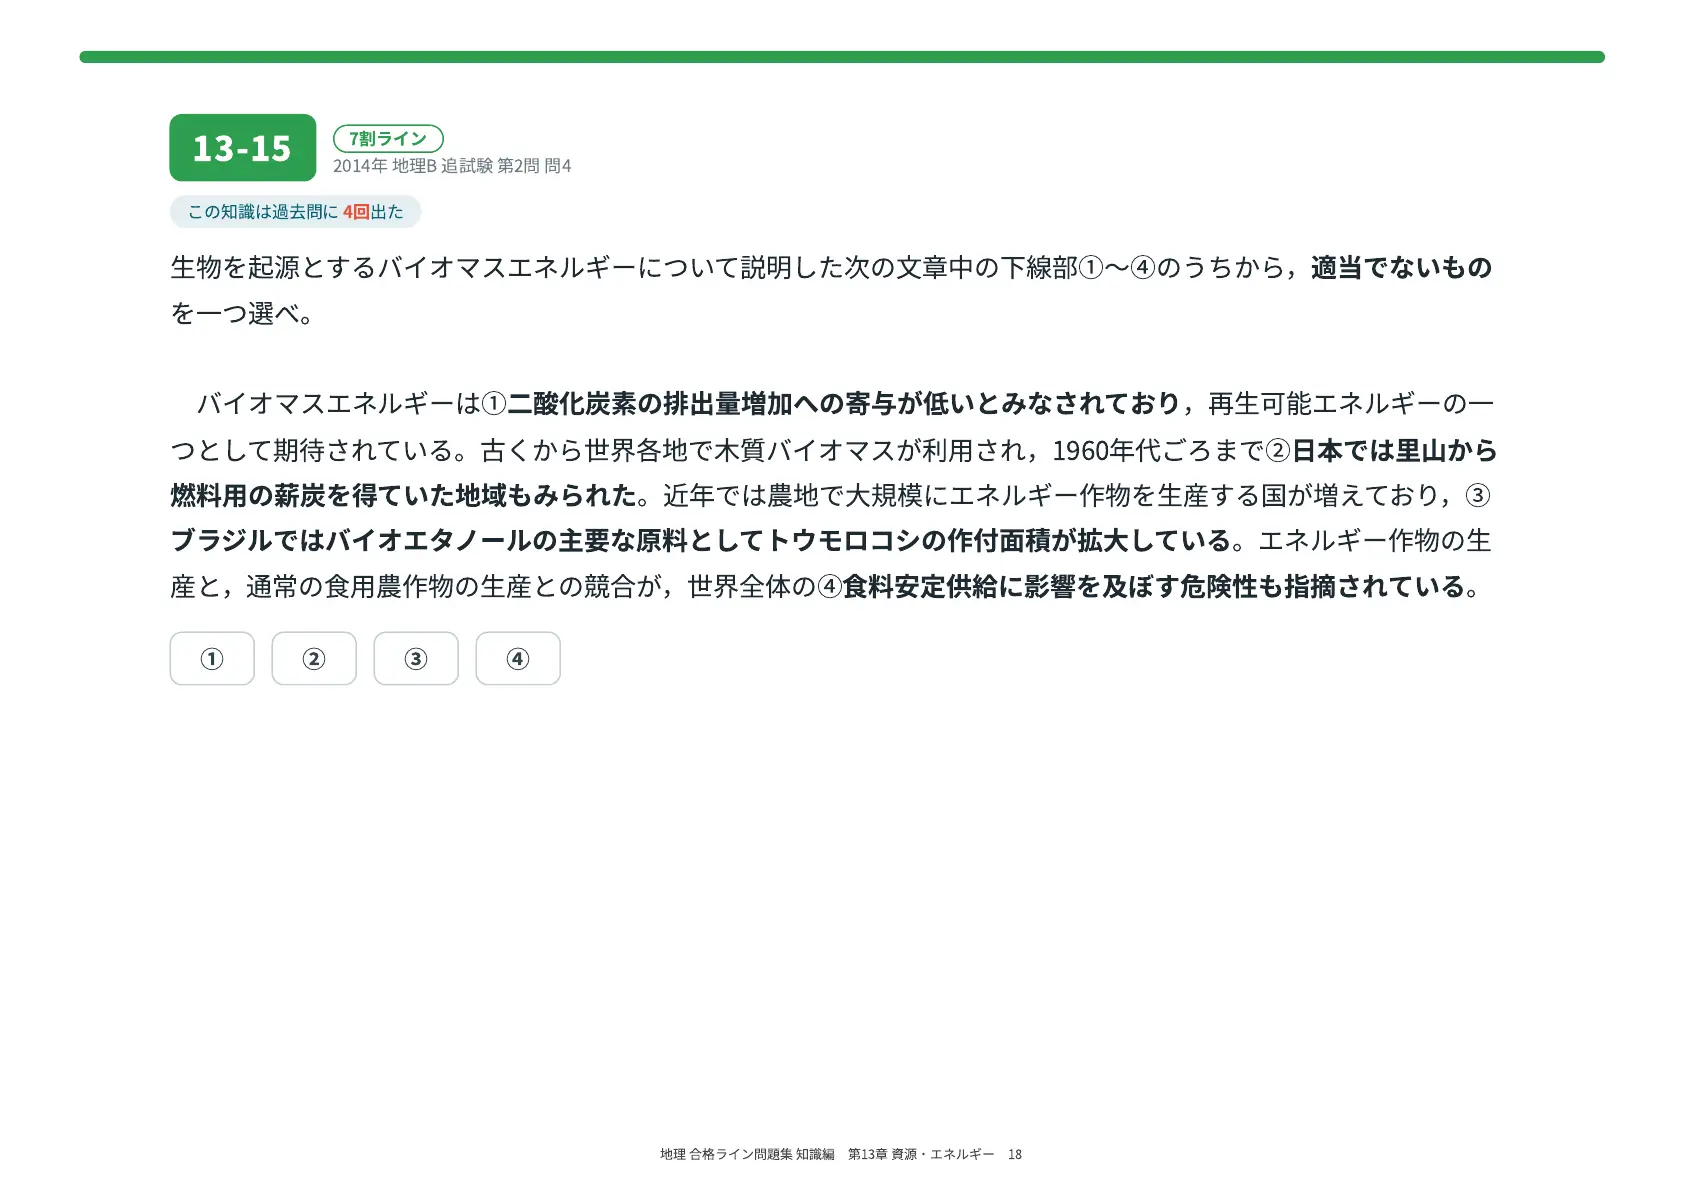 13-15
7割ライン
2014年 地理B 追試験 第2問 問4
この知識は過去問に 4回出た
生物を起源とするバイオマスエネルギーについて説明した次の文章中の下線部①～④のうちから，適当でないもの
を一つ選べ。
バイオマスエネルギーは①二酸化炭素の排出量増加への寄与が低いとみなされており，再生可能エネルギーの一
つとして期待されている。古くから世界各地で木質バイオマスが利用され，1960年代ごろまで②日本では里山から
燃料用の薪炭を得ていた地域もみられた。近年では農地で大規模にエネルギー作物を生産する国が増えており，③
ブラジルではバイオエタノールの主要な原料としてトウモロコシの作付面積が拡大している。エネルギー作物の生
産と，通常の食用農作物の生産との競合が，世界全体の④食料安定供給に影響を及ぼす危険性も指摘されている。
① ② ③ ④
地理 合格ライン問題集 知識編　第13章 資源・エネルギー　18